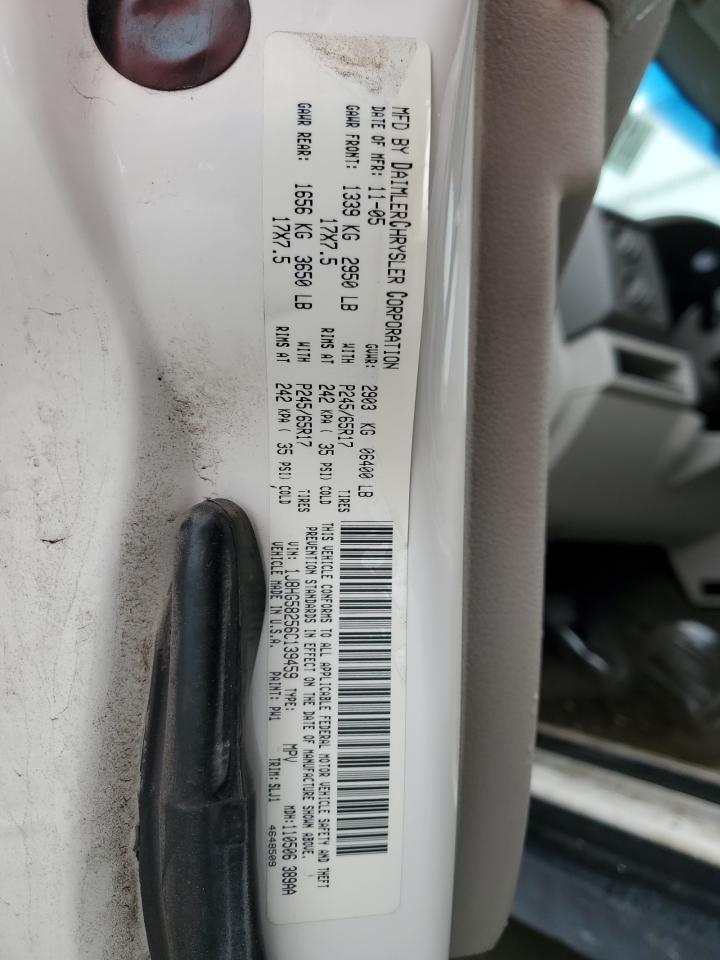 MFD BY DAIMLERCHRYSLER CORPORATION
DATE OF MFR: 11-05 GVWR: 2903 KG 06400 LB
GAWR FRONT: 1339 KG 2950 LB WITH P245/65R17 TIRES
17X7.5 RIMS AT 242 KPA ( 35 PSI) COLD
GAWR REAR: 1656 KG 3650 LB WITH P245/65R17 TIRES
17X7.5 RIMS AT 242 KPA ( 35 PSI) COLD
THIS VEHICLE CONFORMS TO ALL APPLICABLE FEDERAL MOTOR VEHICLE SAFETY AND THEFT
PREVENTION STANDARDS IN EFFECT ON THE DATE OF MANUFACTURE SHOWN ABOVE.
VIN: 1J8HG58256C139459 TYPE: MPV MDH: 110506 389AA
VEHICLE MADE IN U.S.A. PAINT: PW1 TRIM: SLJ1 4648509